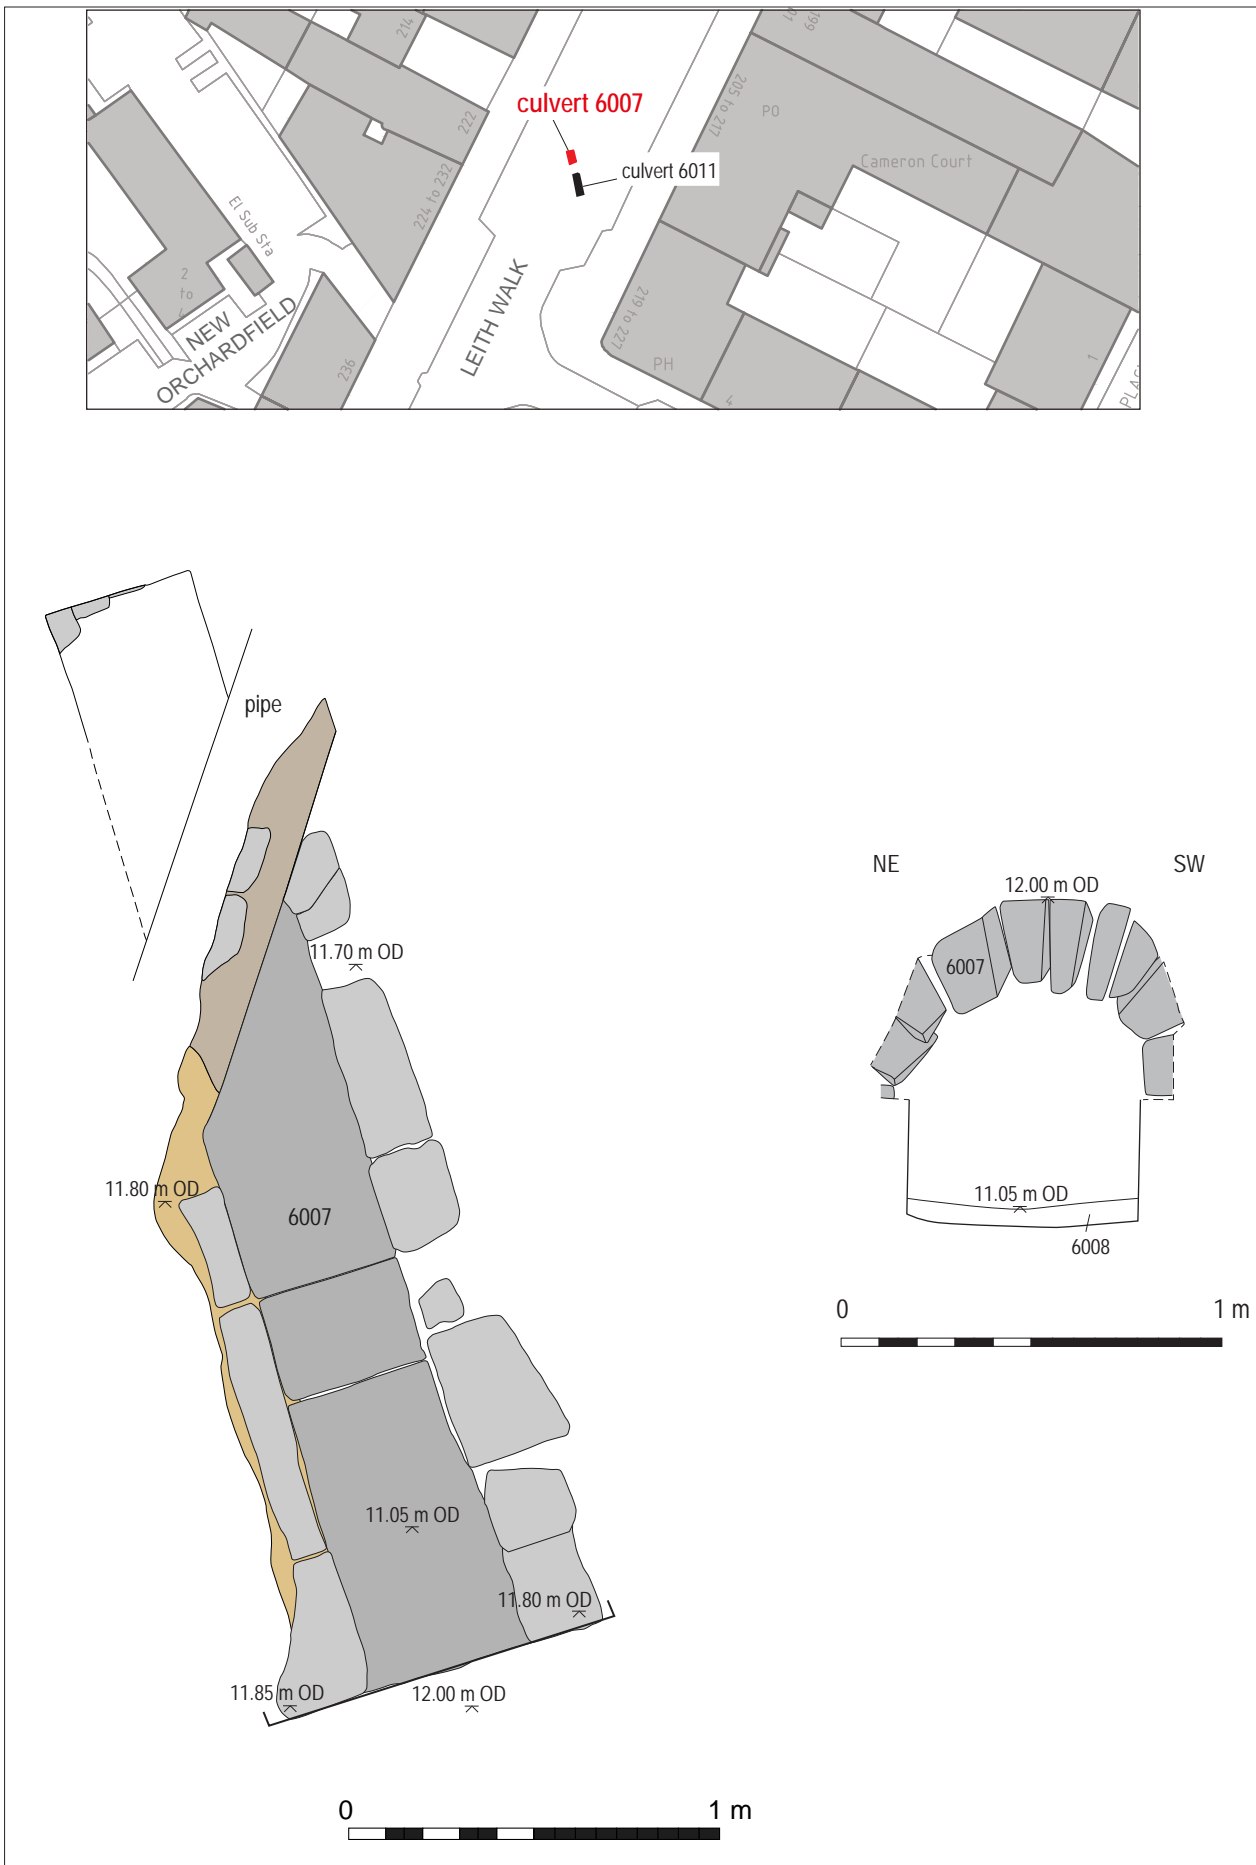 214
222
224 to 232
culvert 6007
culvert 6011
199
205 to 217
PO
Cameron Court
El Sub Sta
2
to
NEW
ORCHARDFIELD
236
LEITH WALK
219 to 227
PH
1
pipe
11.70 m OD
11.80 m OD
6007
11.05 m OD
11.80 m OD
11.85 m OD
12.00 m OD
0 1 m
NE
SW
12.00 m OD
6007
11.05 m OD
6008
0 1 m